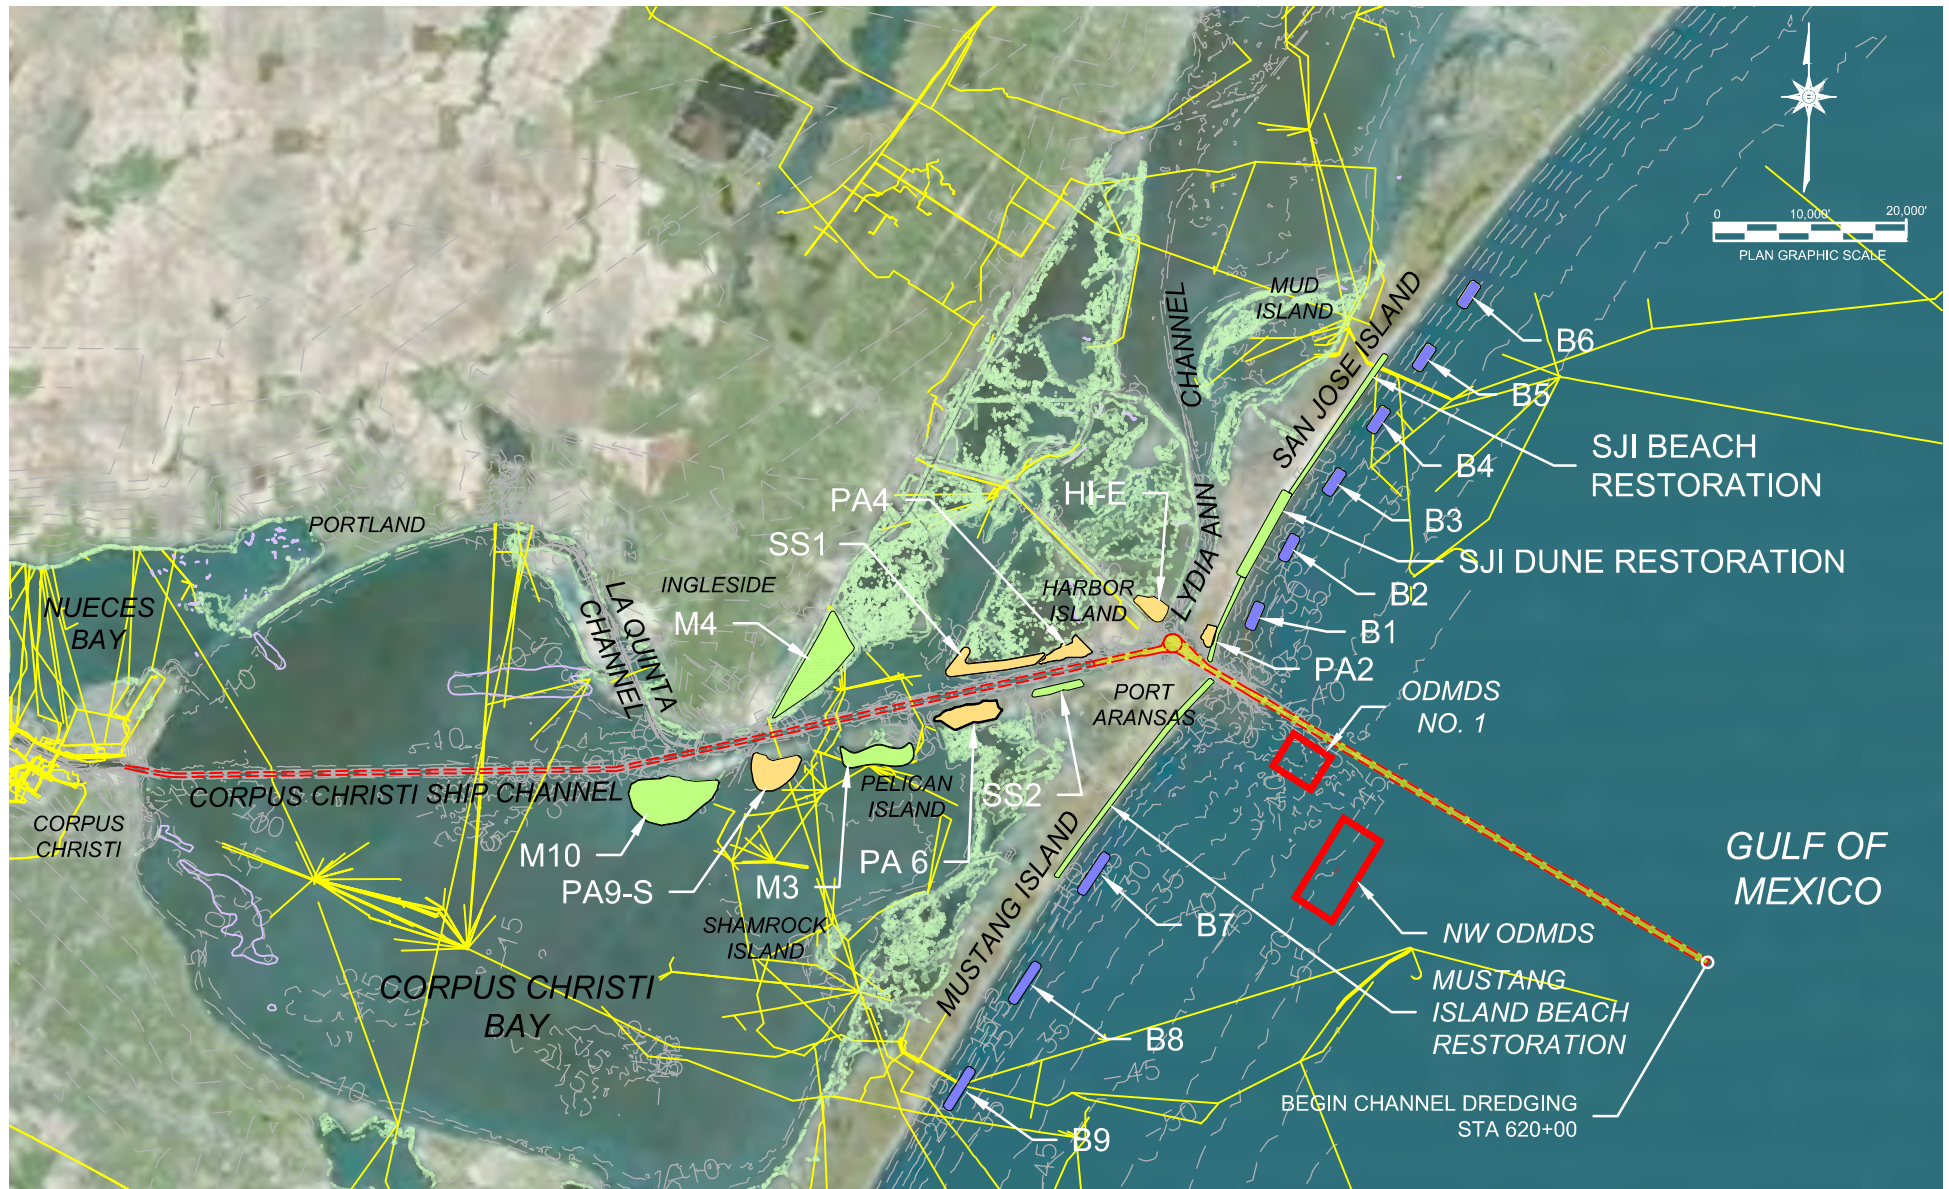 0 10,000' 20,000'
PLAN GRAPHIC SCALE
MUD
ISLAND
CHANNEL
SAN JOSE ISLAND
B6
B5
B4
SJI BEACH
RESTORATION
B3
SJI DUNE RESTORATION
B2
B1
PA2
ODMDS
NO. 1
PA4
HI-E
SS1
LYDIA ANN
HARBOR
ISLAND
PORTLAND
INGLESIDE
M4
LA QUINTA
CHANNEL
NUECES
BAY
PORT
ARANSAS
CORPUS CHRISTI SHIP CHANNEL
CORPUS
CHRISTI
M10
PA9-S
M3
PELICAN
ISLAND
PA 6
SS2
SHAMROCK
ISLAND
MUSTANG ISLAND
CORPUS CHRISTI
BAY
B7
B8
B9
NW ODMDS
MUSTANG
ISLAND BEACH
RESTORATION
GULF OF
MEXICO
BEGIN CHANNEL DREDGING
STA 620+00